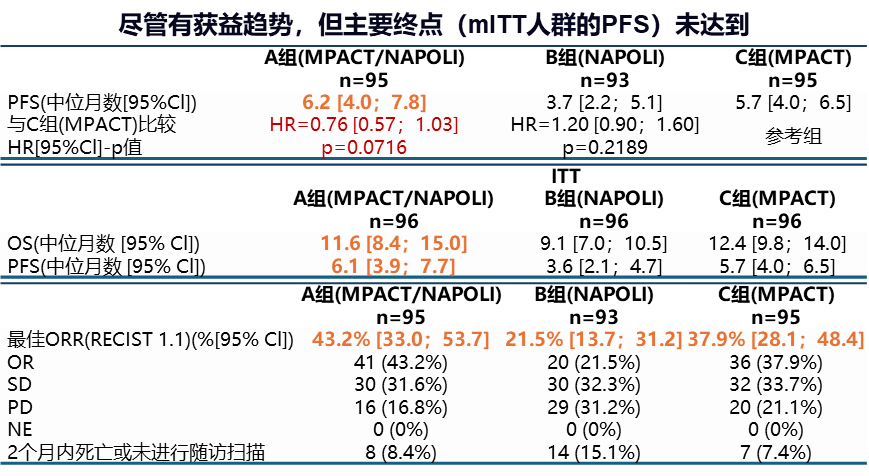 尽管有获益趋势，但主要终点（mITT人群的PFS）未达到
A组(MPACT/NAPOLI) B组(NAPOLI) C组(MPACT)
n=95 n=93 n=95
PFS(中位月数[95%Cl]) 6.2 [4.0；7.8] 3.7 [2.2；5.1] 5.7 [4.0；6.5]
与C组(MPACT)比较 HR=0.76 [0.57；1.03] HR=1.20 [0.90；1.60] 参考组
HR[95%Cl]-p值 p=0.0716 p=0.2189
ITT
A组(MPACT/NAPOLI) B组(NAPOLI) C组(MPACT)
n=96 n=96 n=96
OS(中位月数 [95% Cl]) 11.6 [8.4；15.0] 9.1 [7.0；10.5] 12.4 [9.8；14.0]
PFS(中位月数 [95% Cl]) 6.1 [3.9；7.7] 3.6 [2.1；4.7] 5.7 [4.0；6.5]
A组(MPACT/NAPOLI) B组(NAPOLI) C组(MPACT)
n=95 n=93 n=95
最佳ORR(RECIST 1.1)(%[95% Cl]) 43.2% [33.0；53.7] 21.5% [13.7；31.2] 37.9% [28.1；48.4]
OR 41 (43.2%) 20 (21.5%) 36 (37.9%)
SD 30 (31.6%) 30 (32.3%) 32 (33.7%)
PD 16 (16.8%) 29 (31.2%) 20 (21.1%)
NE 0 (0%) 0 (0%) 0 (0%)
2个月内死亡或未进行随访扫描 8 (8.4%) 14 (15.1%) 7 (7.4%)